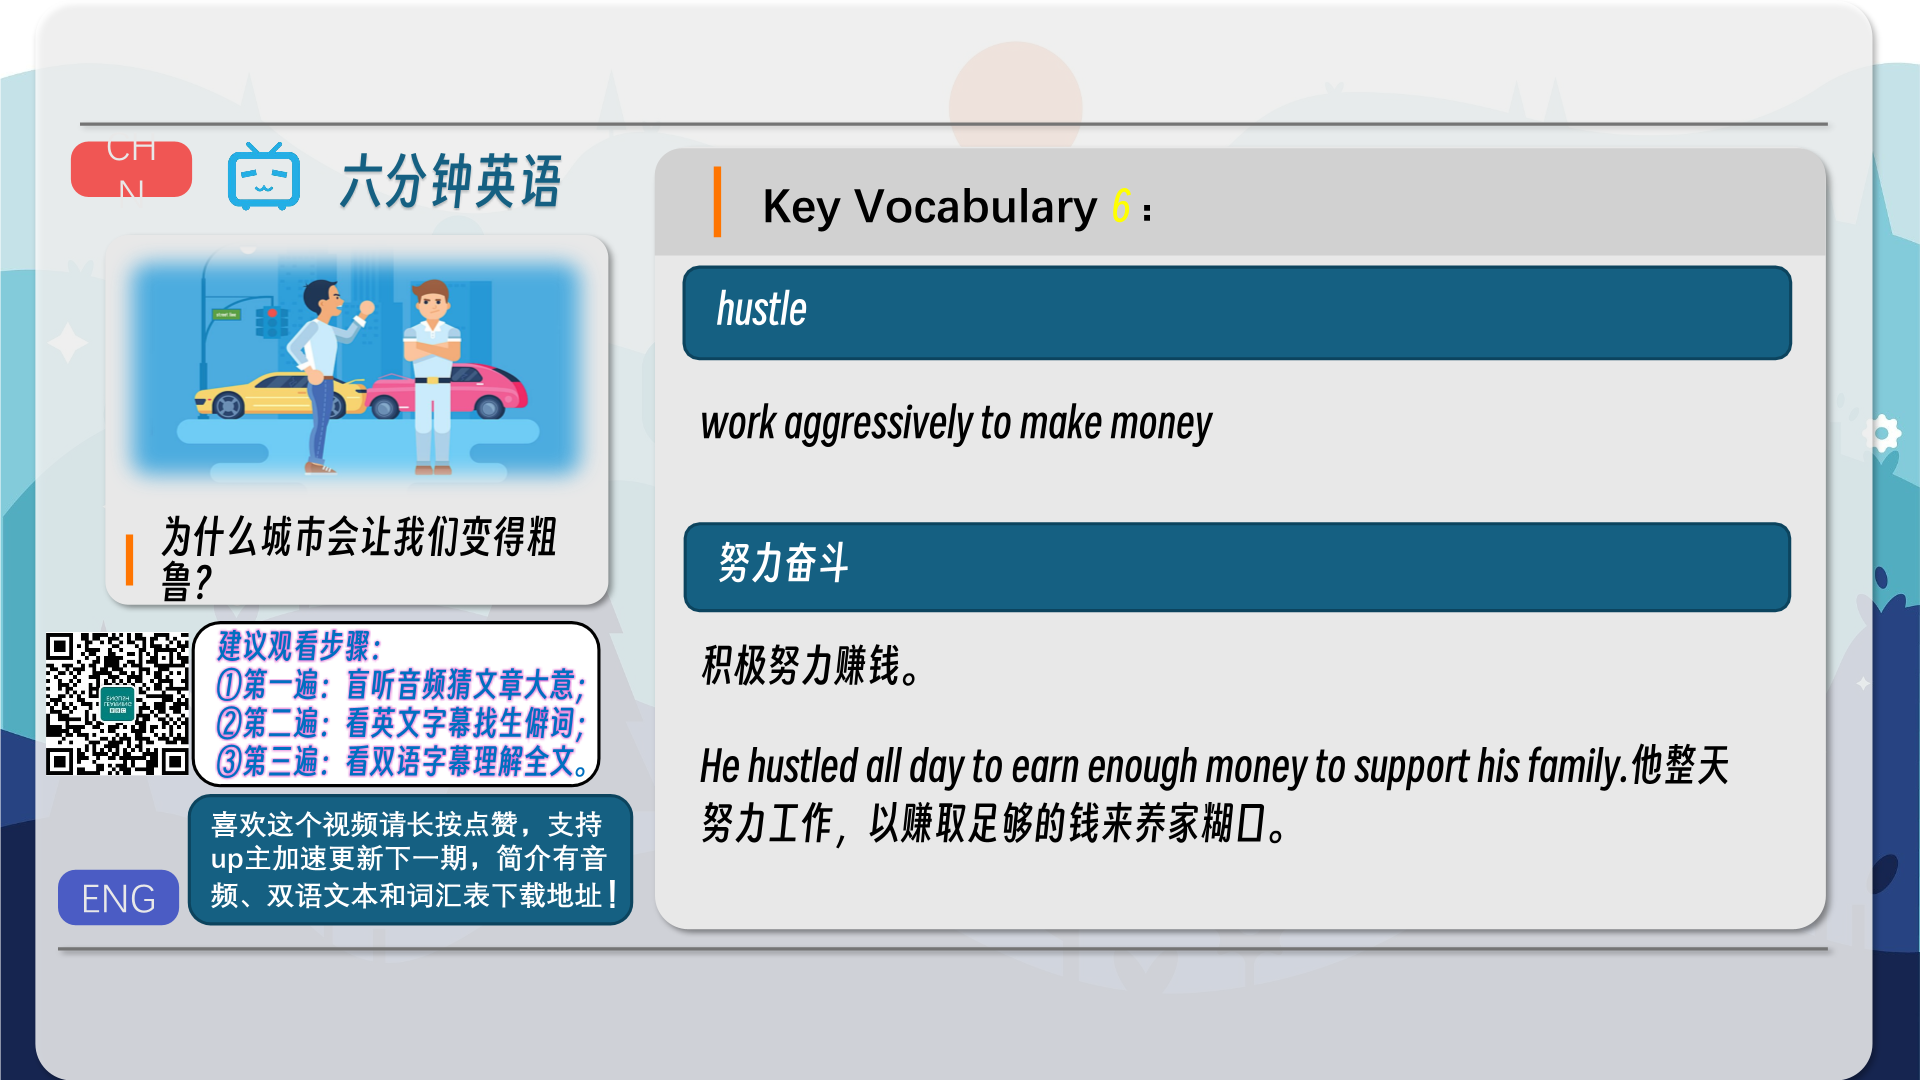 CH
N
六分钟英语
为什么城市会让我们变得粗
鲁？
建议观看步骤：
①第一遍：盲听音频猜文章大意；
②第二遍：看英文字幕找生僻词；
③第三遍：看双语字幕理解全文。
喜欢这个视频请长按点赞，支持
up主加速更新下一期，简介有音
频、双语文本和词汇表下载地址！
ENG
Key Vocabulary 6：
hustle
work aggressively to make money
努力奋斗
积极努力赚钱。
He hustled all day to earn enough money to support his family.他整天
努力工作，以赚取足够的钱来养家糊口。